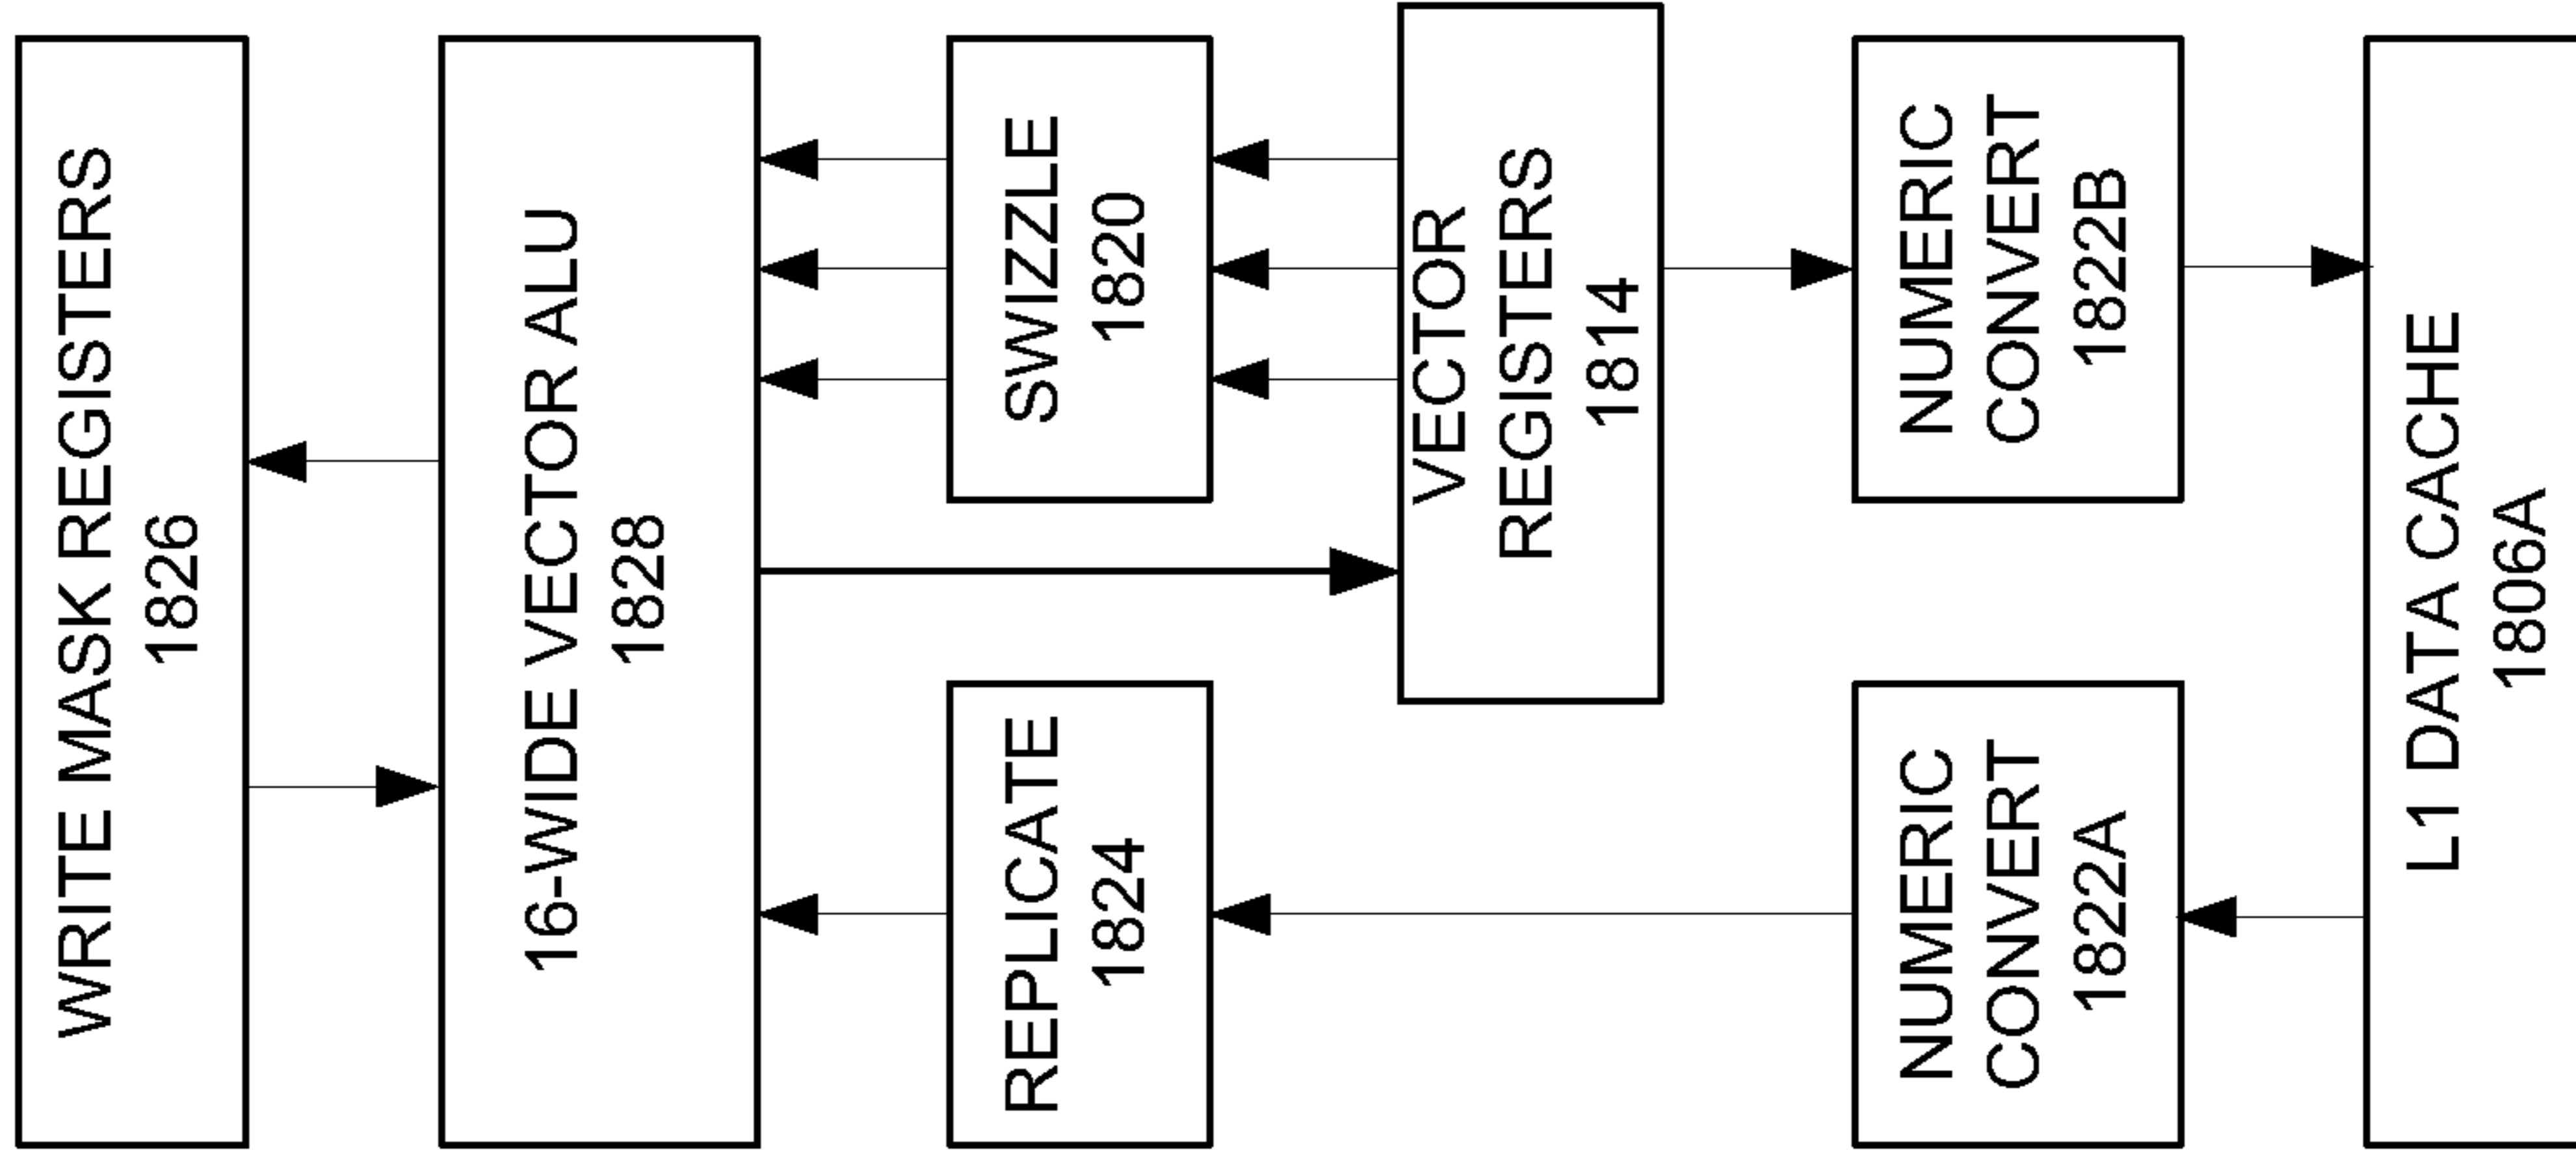 WRITE MASK REGISTERS
1826
16-WIDE VECTOR ALU
1828
REPLICATE
1824
SWIZZLE
1820
VECTOR
REGISTERS
1814
NUMERIC
CONVERT
1822A
NUMERIC
CONVERT
1822B
L1 DATA CACHE
1806A